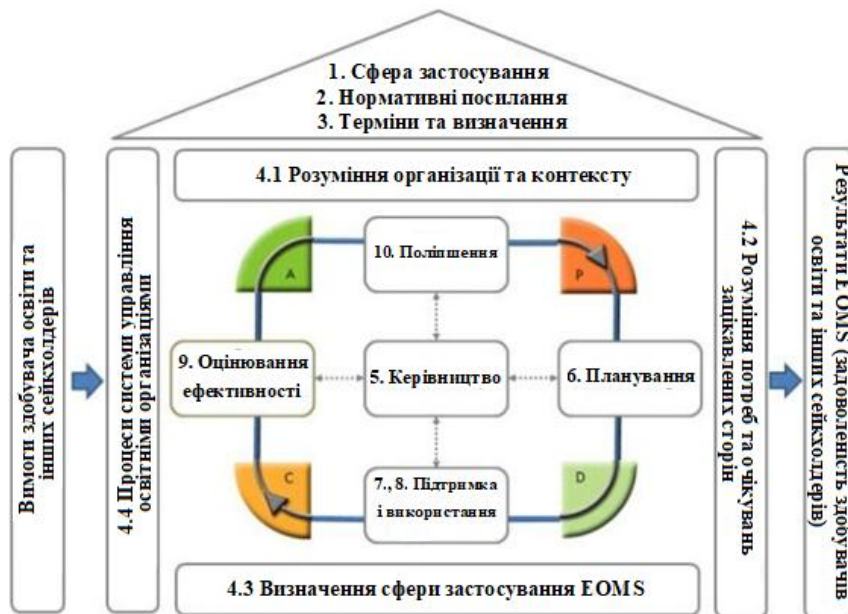 1. Сфера застосування
2. Нормативні посилання
3. Терміни та визначення
Вимоги здобувача освіти та
інших сейкхолдерів
4.4 Процеси системи управління
освітніми організаціями
4.1 Розуміння організації та контексту
A
10. Поліпшення
P
9. Оцінювання
ефективності
5. Керівництво
6. Планування
C
7., 8. Підтримка
і використання
D
4.3 Визначення сфери застосування EOMS
4.2 Розуміння потреб та очікувань
зацікавлених сторін
Результати EOMS (задоволеність здобувачів
освіти та інших сейкхолдерів)